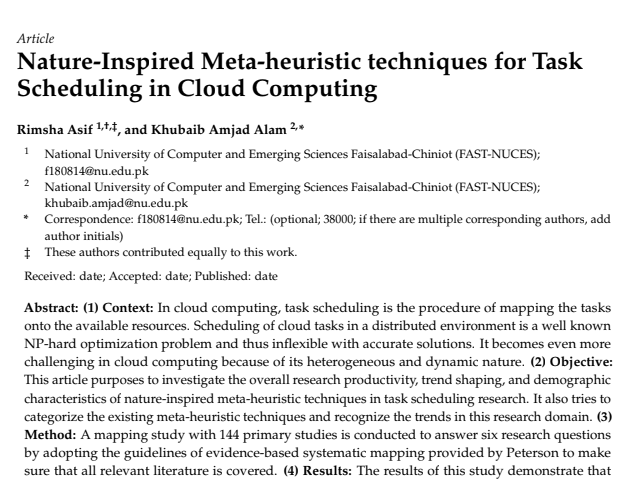 Article
Nature-Inspired Meta-heuristic techniques for Task
Scheduling in Cloud Computing
Rimsha Asif 1,†,‡, and Khubaib Amjad Alam 2,*
1 National University of Computer and Emerging Sciences Faisalabad-Chiniot (FAST-NUCES);
f180814@nu.edu.pk
2 National University of Computer and Emerging Sciences Faisalabad-Chiniot (FAST-NUCES);
khubaib.amjad@nu.edu.pk
* Correspondence: f180814@nu.edu.pk; Tel.: (optional; 38000; if there are multiple corresponding authors, add
author initials)
‡ These authors contributed equally to this work.
Received: date; Accepted: date; Published: date
Abstract: (1) Context: In cloud computing, task scheduling is the procedure of mapping the tasks
onto the available resources. Scheduling of cloud tasks in a distributed environment is a well known
NP-hard optimization problem and thus inflexible with accurate solutions. It becomes even more
challenging in cloud computing because of its heterogeneous and dynamic nature. (2) Objective:
This article purposes to investigate the overall research productivity, trend shaping, and demographic
characteristics of nature-inspired meta-heuristic techniques in task scheduling research. It also tries to
categorize the existing meta-heuristic techniques and recognize the trends in this research domain. (3)
Method: A mapping study with 144 primary studies is conducted to answer six research questions
by adopting the guidelines of evidence-based systematic mapping provided by Peterson to make
sure that all relevant literature is covered. (4) Results: The results of this study demonstrate that